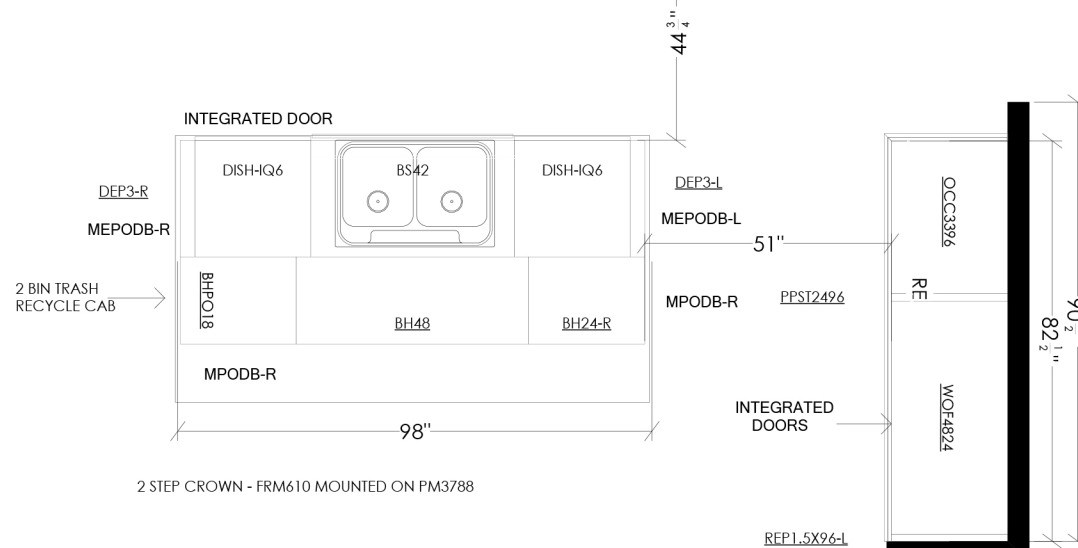 44 3/4"
INTEGRATED DOOR
DISH-IQ6
BS42
DISH-IQ6
DEP3-R
DEP3-L
MEPODB-R
MEPODB-L
51"
OCC3396
2 BIN TRASH
RECYCLE CAB
BHPO18
BH48
BH24-R
MPODB-R
PPST2496
RE
82 1/2"
MPODB-R
INTEGRATED
DOORS
WOF4824
98"
2 STEP CROWN - FRM610 MOUNTED ON PM3788
REP1.5X96-L